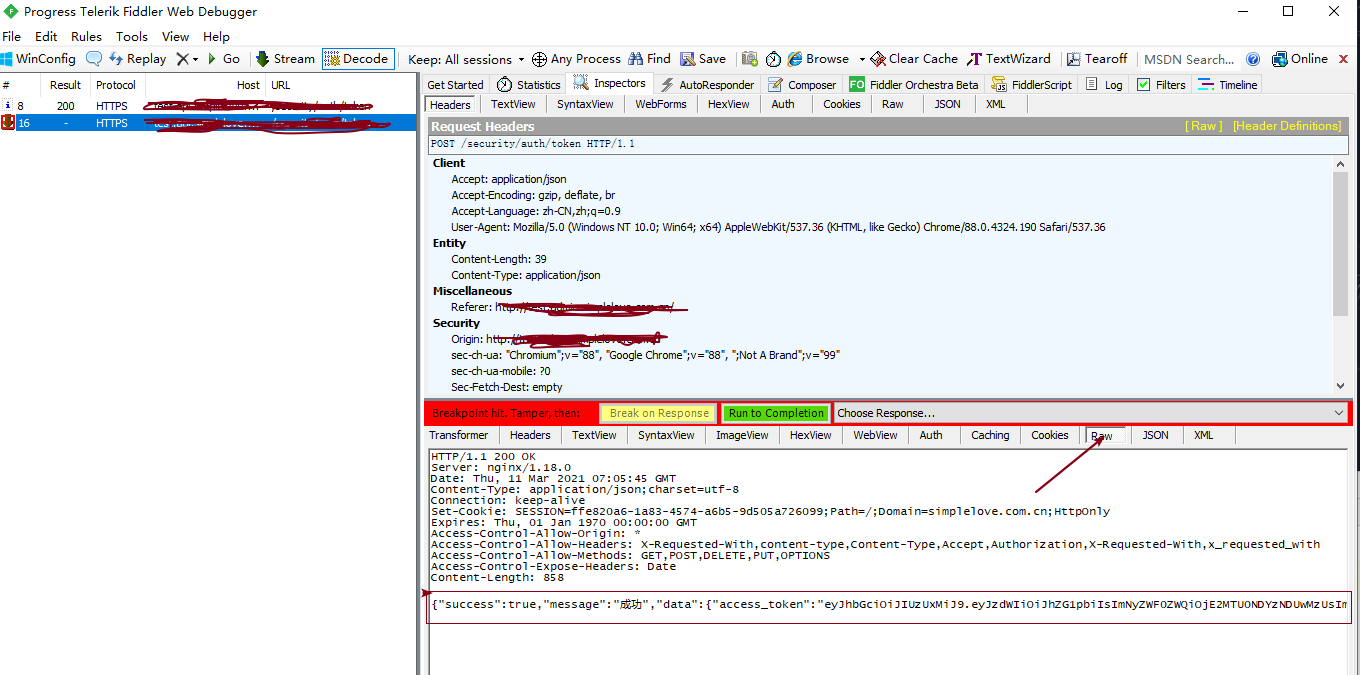 Progress Telerik Fiddler Web Debugger
File Edit Rules Tools View Help
WinConfig Replay Go Stream Decode Keep: All sessions Any Process Find Save Browse Clear Cache TextWizard Tearoff MSDN Search... Online
# Result Protocol Host URL
8 200 HTTPS
16 - HTTPS
Get Started Statistics Inspectors AutoResponder Composer FO Fiddler Orchestra Beta FiddlerScript Log Filters Timeline
Headers TextView SyntaxView WebForms HexView Auth Cookies Raw JSON XML
Request Headers [ Raw ] [Header Definitions]
POST /security/auth/token HTTP/1.1
Client
Accept: application/json
Accept-Encoding: gzip, deflate, br
Accept-Language: zh-CN,zh;q=0.9
User-Agent: Mozilla/5.0 (Windows NT 10.0; Win64; x64) AppleWebKit/537.36 (KHTML, like Gecko) Chrome/88.0.4324.190 Safari/537.36
Entity
Content-Length: 39
Content-Type: application/json
Miscellaneous
Referer:
Security
Origin:
sec-ch-ua: "Chromium";v="88", "Google Chrome";v="88", ";Not A Brand";v="99"
sec-ch-ua-mobile: ?0
Sec-Fetch-Dest: empty
Breakpoint hit. Tamper, then: Break on Response Run to Completion Choose Response...
Transformer Headers TextView SyntaxView ImageView HexView WebView Auth Caching Cookies Raw JSON XML
HTTP/1.1 200 OK
Server: nginx/1.18.0
Date: Thu, 11 Mar 2021 07:05:45 GMT
Content-Type: application/json;charset=utf-8
Connection: keep-alive
Set-Cookie: SESSION=ffe820a6-1a83-4574-a6b5-9d505a726099;Path=/;Domain=simplelove.com.cn;HttpOnly
Expires: Thu, 01 Jan 1970 00:00:00 GMT
Access-Control-Allow-Origin: *
Access-Control-Allow-Headers: X-Requested-With,content-type,Content-Type,Accept,Authorization,X-Requested-With,x_requested_with
Access-Control-Allow-Methods: GET,POST,DELETE,PUT,OPTIONS
Access-Control-Expose-Headers: Date
Content-Length: 858
{"success":true,"message":"成功","data":{"access_token":"eyJhbGciOiJIUzUxMiJ9.eyJzdWIiOiJhZG1pbiIsImNyZWF0ZWQiOjE2MTU0NDYzNDUwMzUsIm